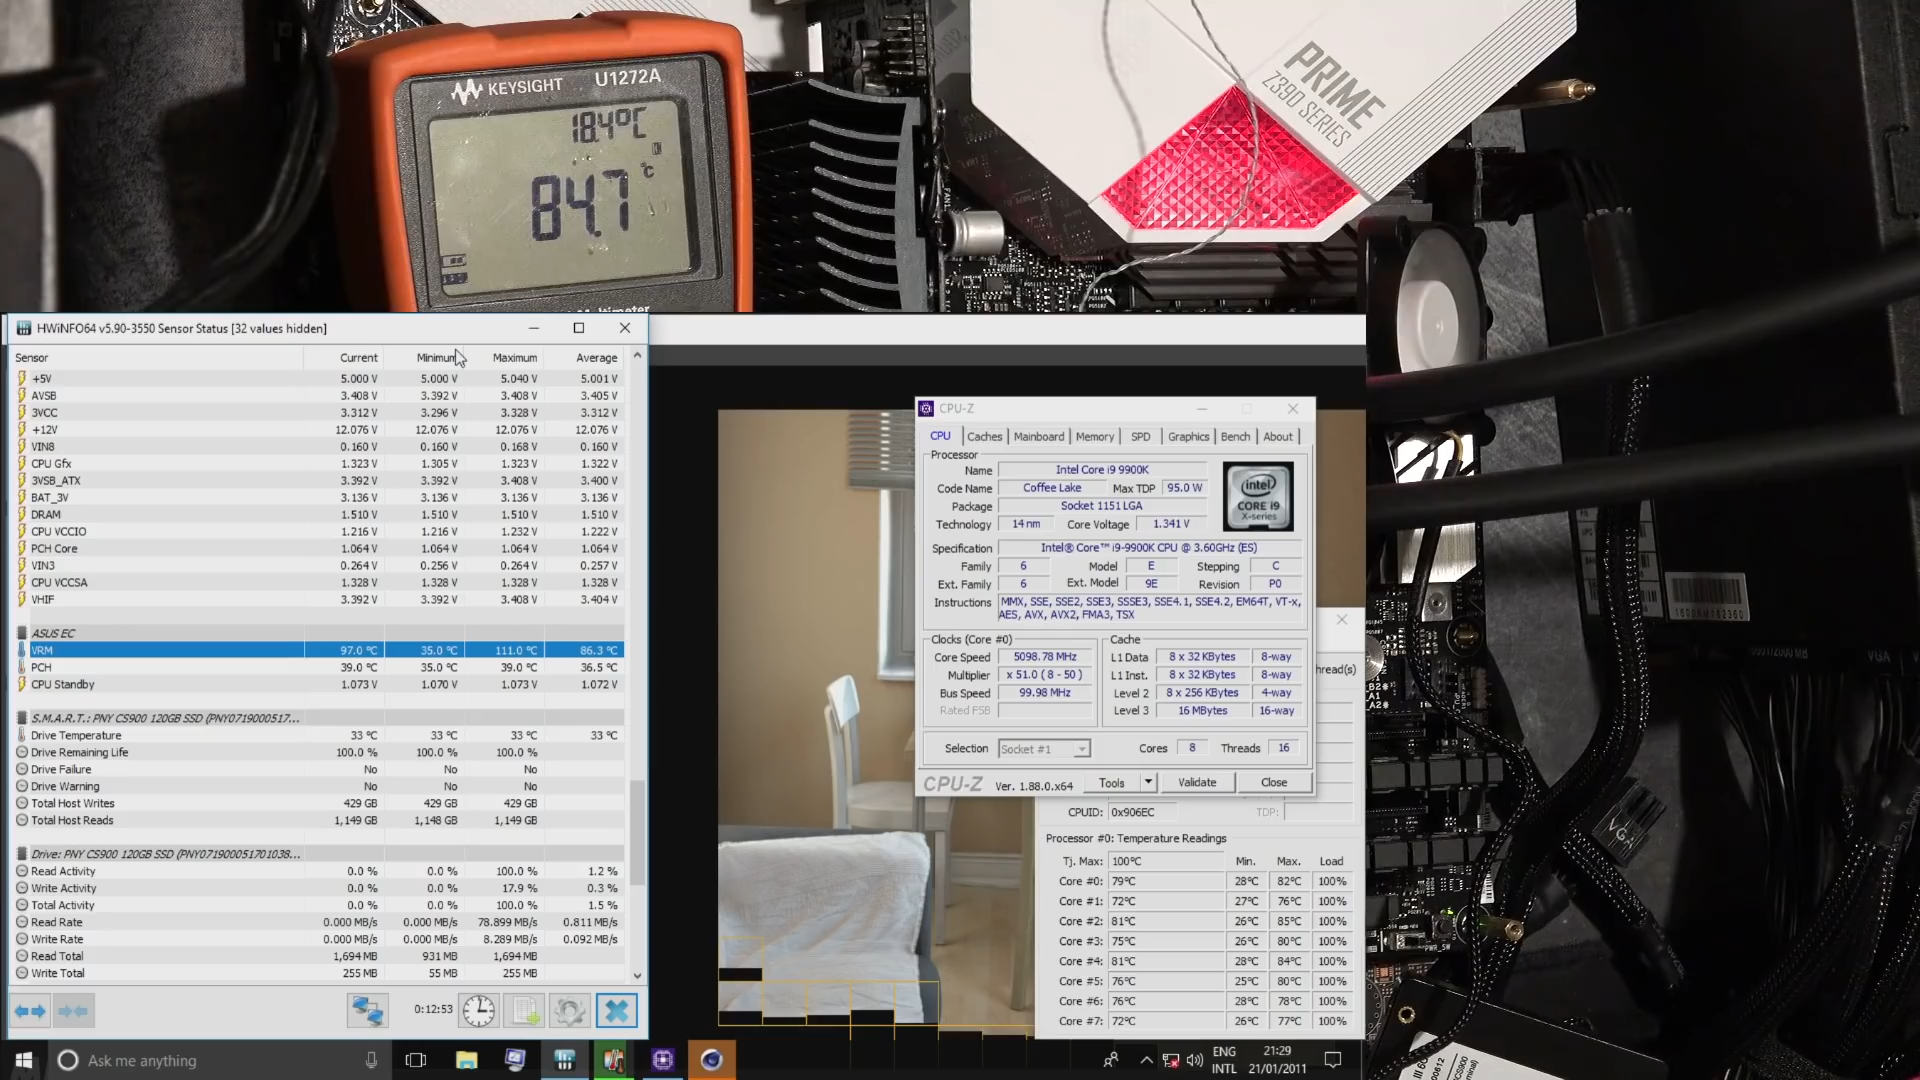 KEYSIGHT U1272A
18.4°C
84.7 °C
PRIME
Z390 SERIES
FAN1
HWiNFO64 v5.90-3550 Sensor Status [32 values hidden]
Sensor Current Minimum Maximum Average
+5V 5.000 V 5.000 V 5.040 V 5.001 V
AVSB 3.408 V 3.392 V 3.408 V 3.405 V
3VCC 3.312 V 3.296 V 3.328 V 3.312 V
+12V 12.076 V 12.076 V 12.076 V 12.076 V
VIN8 0.160 V 0.160 V 0.168 V 0.160 V
CPU Gfx 1.323 V 1.305 V 1.323 V 1.322 V
3VSB_ATX 3.392 V 3.392 V 3.408 V 3.400 V
BAT_3V 3.136 V 3.136 V 3.136 V 3.136 V
DRAM 1.510 V 1.510 V 1.510 V 1.510 V
CPU VCCIO 1.216 V 1.216 V 1.232 V 1.222 V
PCH Core 1.064 V 1.064 V 1.064 V 1.064 V
VIN3 0.264 V 0.256 V 0.264 V 0.257 V
CPU VCCSA 1.328 V 1.328 V 1.328 V 1.328 V
VHIF 3.392 V 3.392 V 3.408 V 3.404 V
ASUS EC
VRM 97.0 °C 35.0 °C 111.0 °C 86.3 °C
PCH 39.0 °C 35.0 °C 39.0 °C 36.5 °C
CPU Standby 1.073 V 1.070 V 1.073 V 1.072 V
S.M.A.R.T.: PNY CS900 120GB SSD (PNY0719000517...
Drive Temperature 33 °C 33 °C 33 °C 33 °C
Drive Remaining Life 100.0 % 100.0 % 100.0 %
Drive Failure No No No
Drive Warning No No No
Total Host Writes 429 GB 429 GB 429 GB
Total Host Reads 1,149 GB 1,148 GB 1,149 GB
Drive: PNY CS900 120GB SSD (PNY071900051701038...
Read Activity 0.0 % 0.0 % 100.0 % 1.2 %
Write Activity 0.0 % 0.0 % 17.9 % 0.3 %
Total Activity 0.0 % 0.0 % 100.0 % 1.5 %
Read Rate 0.000 MB/s 0.000 MB/s 78.899 MB/s 0.811 MB/s
Write Rate 0.000 MB/s 0.000 MB/s 8.289 MB/s 0.092 MB/s
Read Total 1,694 MB 931 MB 1,694 MB
Write Total 255 MB 55 MB 255 MB
0:12:53
CPU-Z
CPU Caches Mainboard Memory SPD Graphics Bench About
Processor
Name Intel Core i9 9900K
Code Name Coffee Lake Max TDP 95.0 W
Package Socket 1151 LGA
Technology 14 nm Core Voltage 1.341 V
intel
CORE i9
X-series
Specification Intel® Core™ i9-9900K CPU @ 3.60GHz (ES)
Family 6 Model E Stepping C
Ext. Family 6 Ext. Model 9E Revision P0
Instructions MMX, SSE, SSE2, SSE3, SSSE3, SSE4.1, SSE4.2, EM64T, VT-x,
AES, AVX, AVX2, FMA3, TSX
Clocks (Core #0) Cache
Core Speed 5098.78 MHz L1 Data 8 x 32 KBytes 8-way
Multiplier x 51.0 ( 8 - 50 ) L1 Inst. 8 x 32 KBytes 8-way
Bus Speed 99.98 MHz Level 2 8 x 256 KBytes 4-way
Rated FSB Level 3 16 MBytes 16-way
Selection Socket #1 Cores 8 Threads 16
CPU-Z Ver. 1.88.0.x64 Tools Validate Close
hread(s)
CPUID: 0x906EC TDP:
Processor #0: Temperature Readings
Tj. Max: 100°C Min. Max. Load
Core #0: 79°C 28°C 82°C 100%
Core #1: 72°C 27°C 76°C 100%
Core #2: 81°C 26°C 85°C 100%
Core #3: 75°C 26°C 80°C 100%
Core #4: 81°C 28°C 84°C 100%
Core #5: 76°C 25°C 80°C 100%
Core #6: 76°C 28°C 78°C 100%
Core #7: 72°C 26°C 77°C 100%
VGA
PW_SW
Ask me anything
ENG
INTL
21:29
21/01/2011